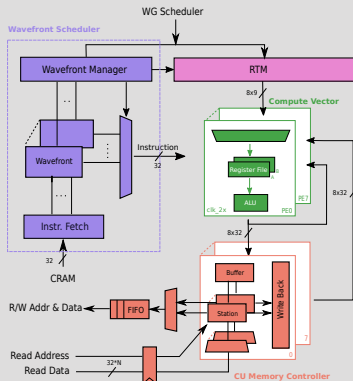 WG Scheduler
Wavefront Scheduler
Wavefront Manager
RTM
8x9
Compute Vector
Wavefront
Instruction
32
Register File
ALU
clk_2x
PE0
PE7
8x32
8x32
Instr. Fetch
32
CRAM
Buffer
Station
Write Back
FIFO
R/W Addr & Data
Read Address
Read Data
32*N
7
0
CU Memory Controller